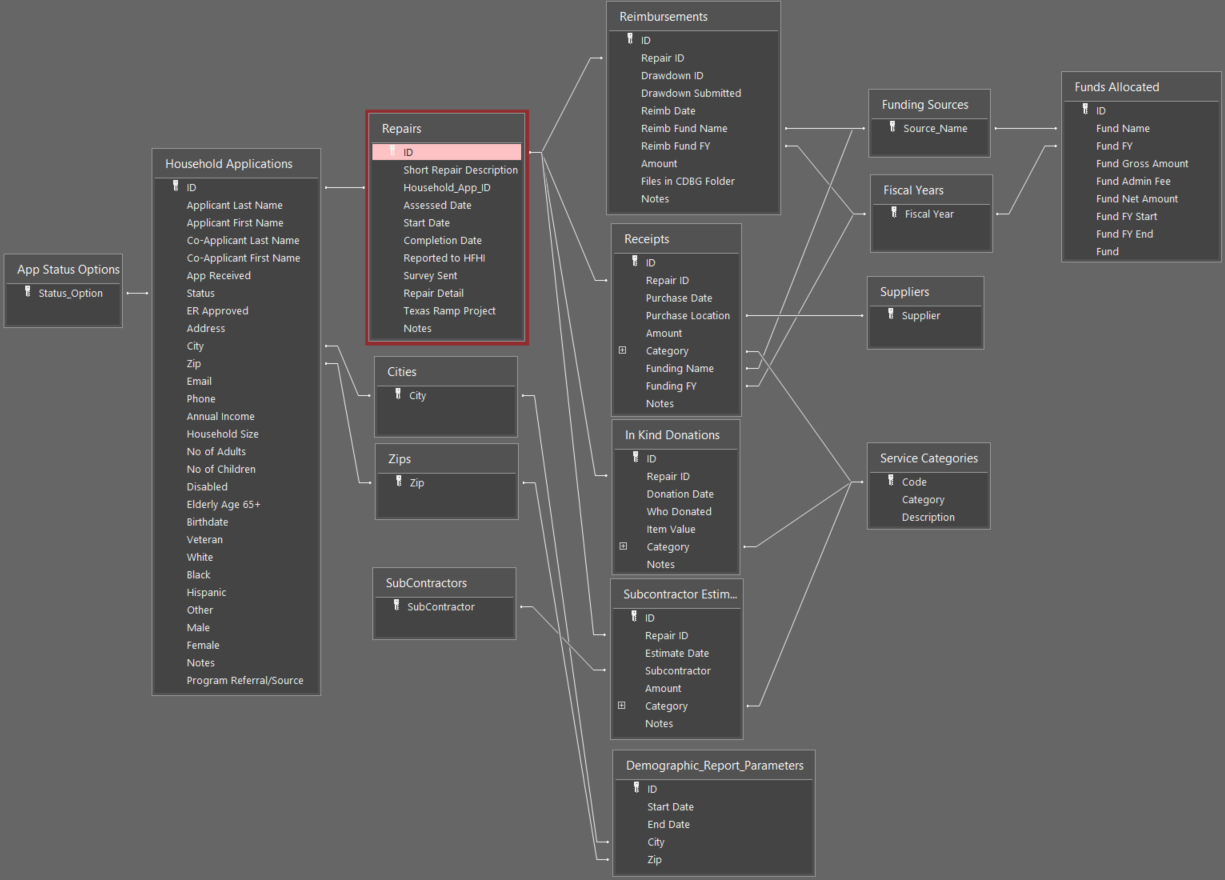 App Status Options
Status_Option
Household Applications
ID
Applicant Last Name
Applicant First Name
Co-Applicant Last Name
Co-Applicant First Name
App Received
Status
ER Approved
Address
City
Zip
Email
Phone
Annual Income
Household Size
No of Adults
No of Children
Disabled
Elderly Age 65+
Birthdate
Veteran
White
Black
Hispanic
Other
Male
Female
Notes
Program Referral/Source
Repairs
ID
Short Repair Description
Household_App_ID
Assessed Date
Start Date
Completion Date
Reported to HFHI
Survey Sent
Repair Detail
Texas Ramp Project
Notes
Cities
City
Zips
Zip
SubContractors
SubContractor
Reimbursements
ID
Repair ID
Drawdown ID
Drawdown Submitted
Reimb Date
Reimb Fund Name
Reimb Fund FY
Amount
Files in CDBG Folder
Notes
Receipts
ID
Repair ID
Purchase Date
Purchase Location
Amount
Category
Funding Name
Funding FY
Notes
In Kind Donations
ID
Repair ID
Donation Date
Who Donated
Item Value
Category
Notes
Subcontractor Estim...
ID
Repair ID
Estimate Date
Subcontractor
Amount
Category
Notes
Demographic_Report_Parameters
ID
Start Date
End Date
City
Zip
Funding Sources
Source_Name
Fiscal Years
Fiscal Year
Suppliers
Supplier
Service Categories
Code
Category
Description
Funds Allocated
ID
Fund Name
Fund FY
Fund Gross Amount
Fund Admin Fee
Fund Net Amount
Fund FY Start
Fund FY End
Fund